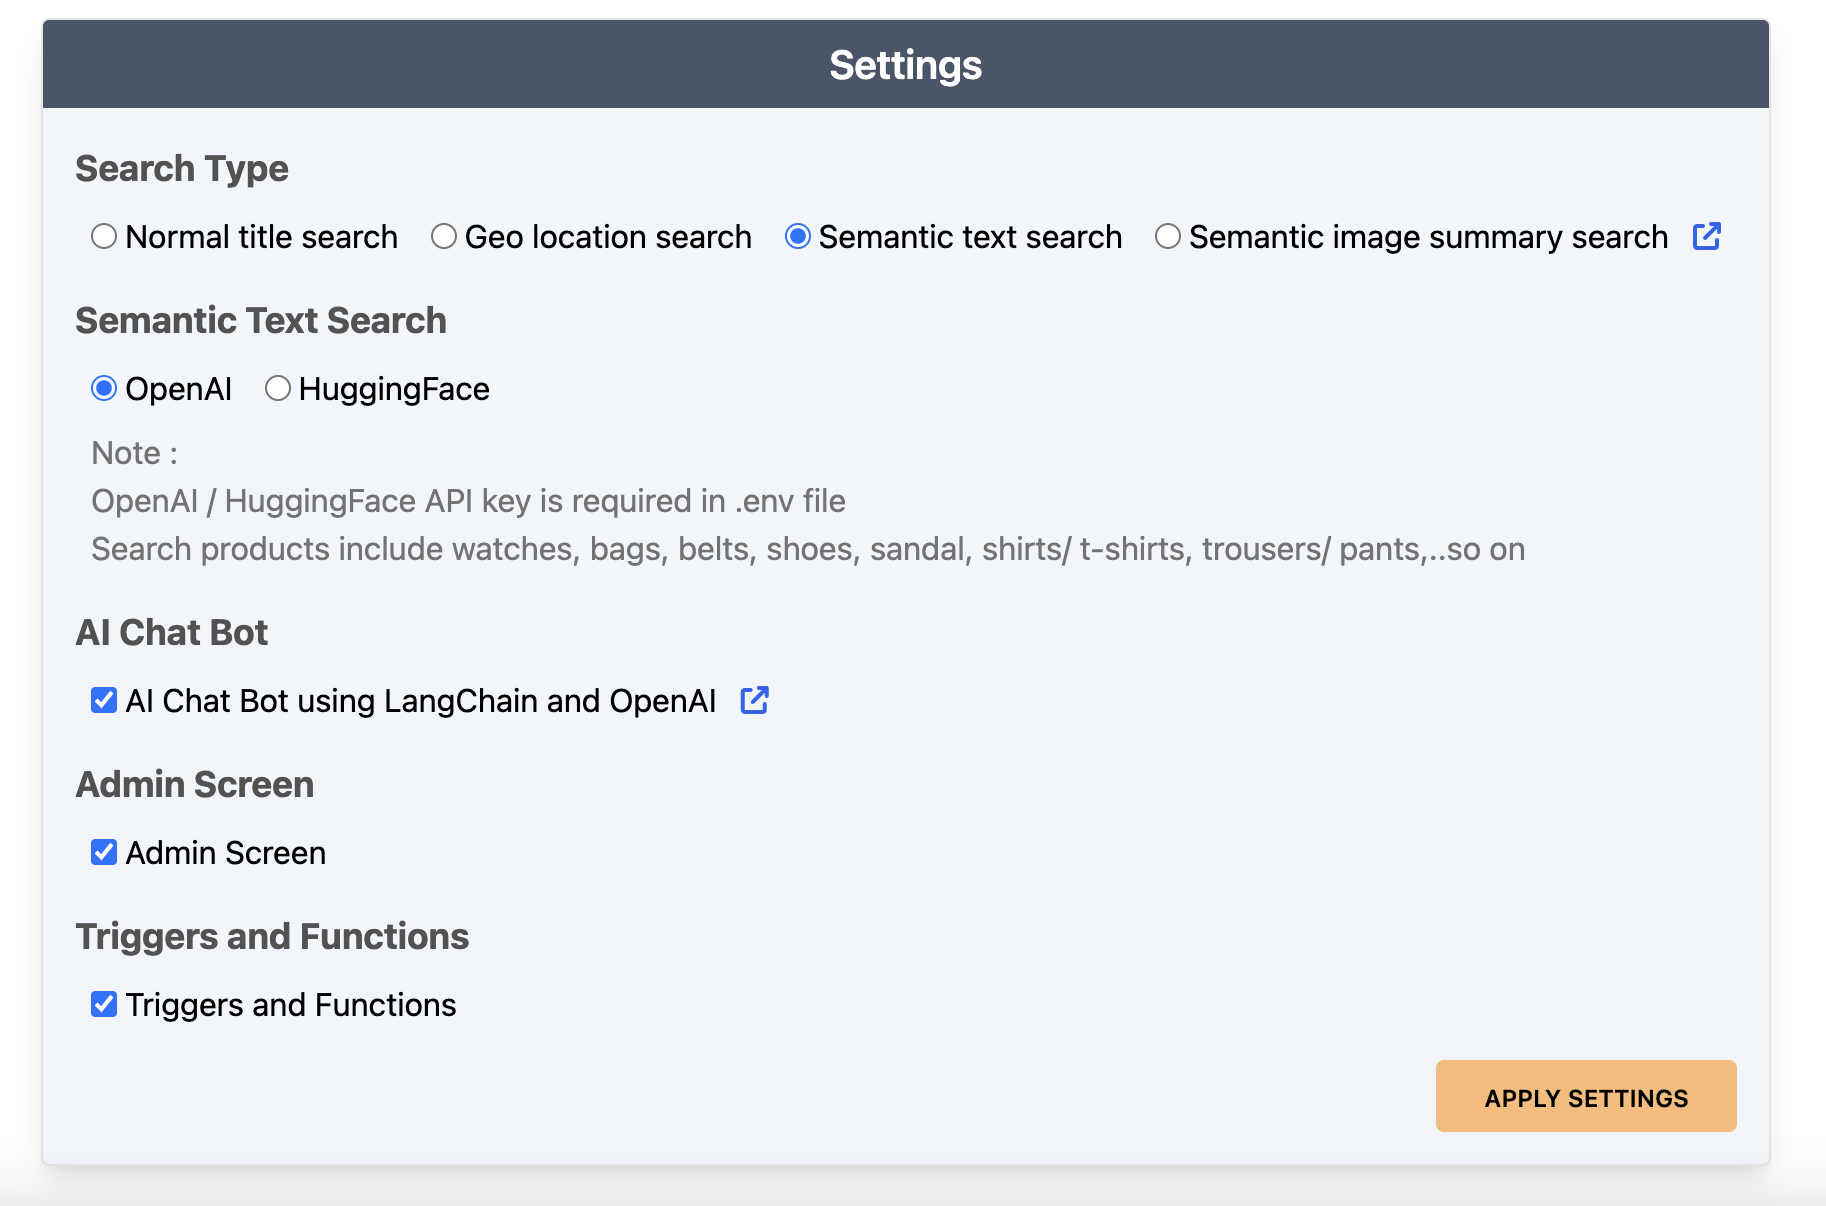 Settings
Search Type
Normal title search Geo location search Semantic text search Semantic image summary search
Semantic Text Search
OpenAI HuggingFace
Note :
OpenAI / HuggingFace API key is required in .env file
Search products include watches, bags, belts, shoes, sandal, shirts/ t-shirts, trousers/ pants,..so on
AI Chat Bot
AI Chat Bot using LangChain and OpenAI
Admin Screen
Admin Screen
Triggers and Functions
Triggers and Functions
APPLY SETTINGS